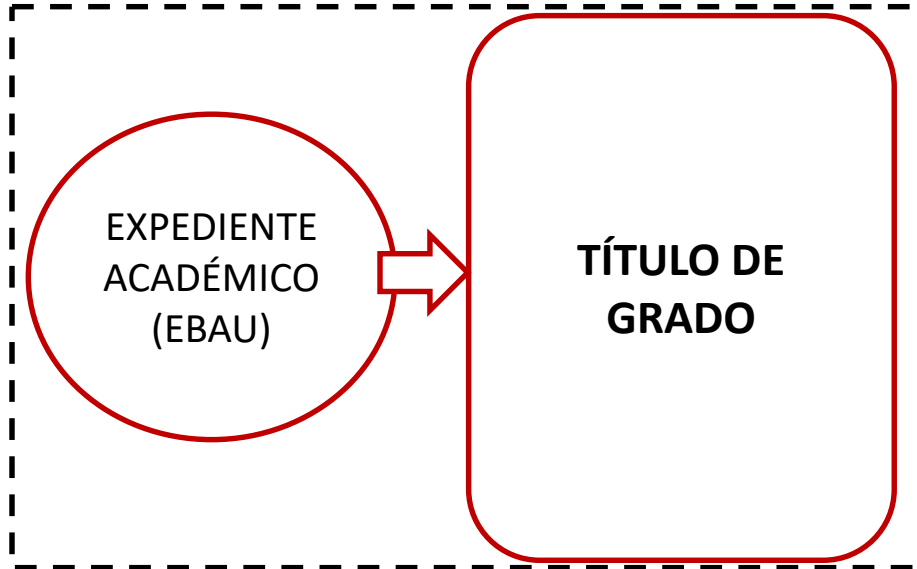 EXPEDIENTE
ACADÉMICO
(EBAU)
TÍTULO DE
GRADO